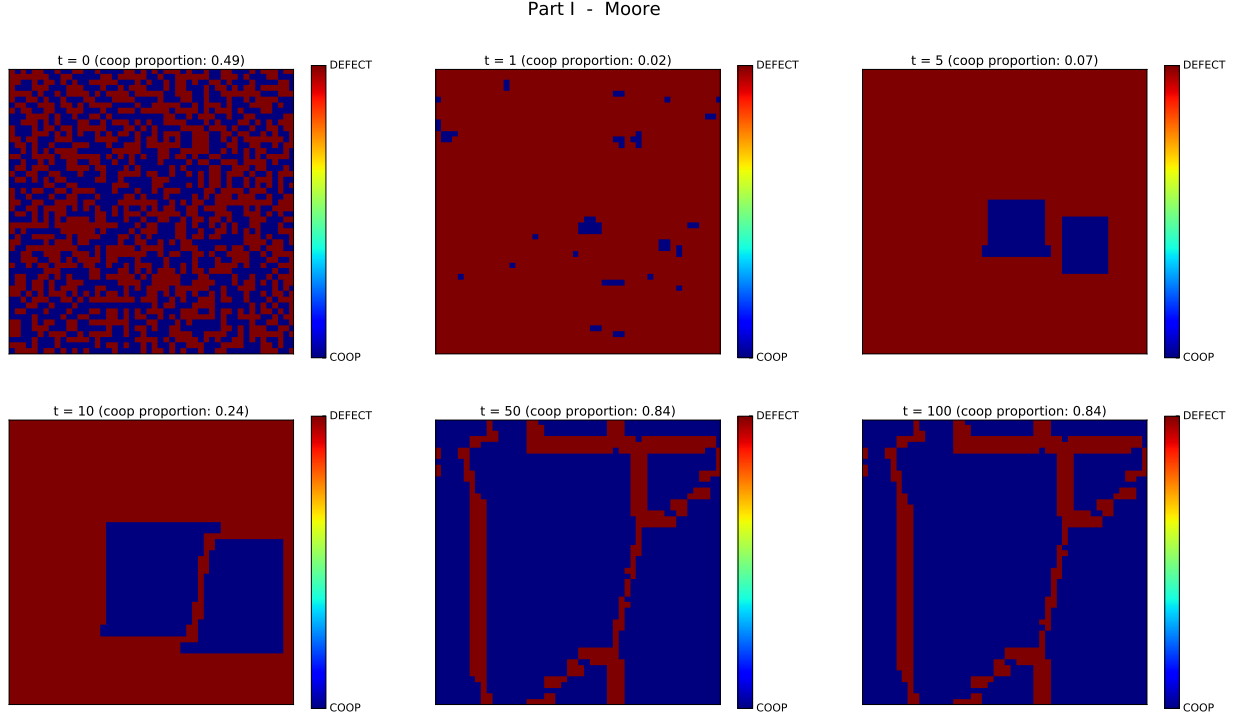 Part I - Moore
t = 0 (coop proportion: 0.49)
DEFECT
COOP
t = 1 (coop proportion: 0.02)
DEFECT
COOP
t = 5 (coop proportion: 0.07)
DEFECT
COOP
t = 10 (coop proportion: 0.24)
DEFECT
COOP
t = 50 (coop proportion: 0.84)
DEFECT
COOP
t = 100 (coop proportion: 0.84)
DEFECT
COOP